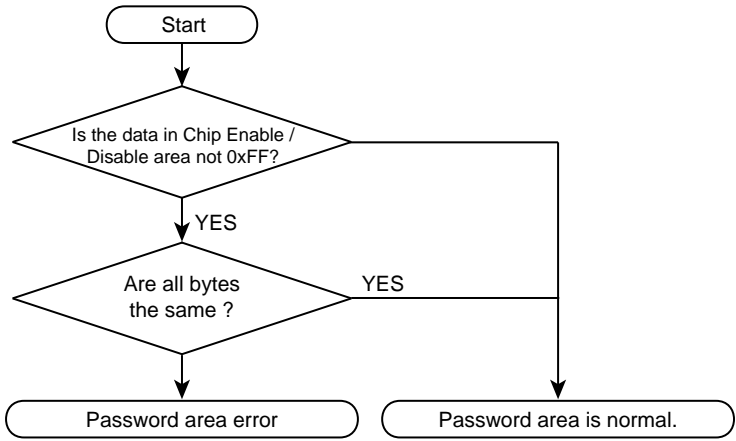 Start
Is the data in Chip Enable /
Disable area not 0xFF?
YES
Are all bytes
the same ?
YES
Password area error
Password area is normal.